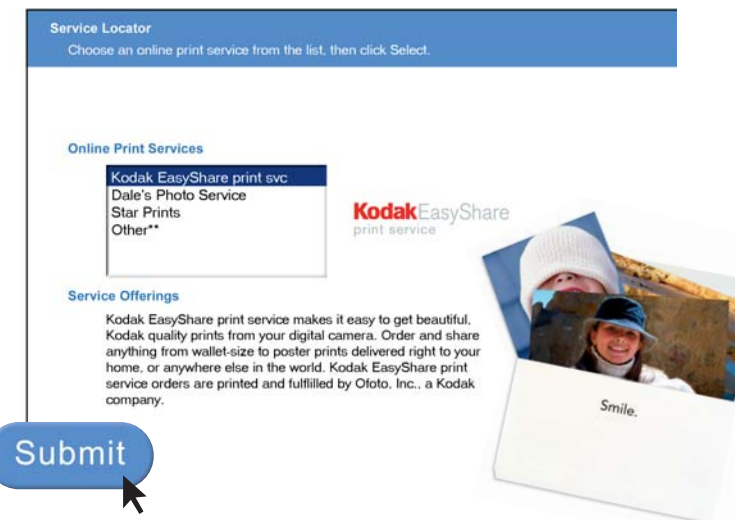 Service Locator
Choose an online print service from the list, then click Select.
Online Print Services
Kodak EasyShare print svc
Dale's Photo Service
Star Prints
Other**
KodakEasyShare
print service
Service Offerings
Kodak EasyShare print service makes it easy to get beautiful,
Kodak quality prints from your digital camera. Order and share
anything from wallet-size to poster prints delivered right to your
home, or anywhere else in the world. Kodak EasyShare print
service orders are printed and fulflilled by Ofoto, Inc., a Kodak
company.
Smile.
Submit